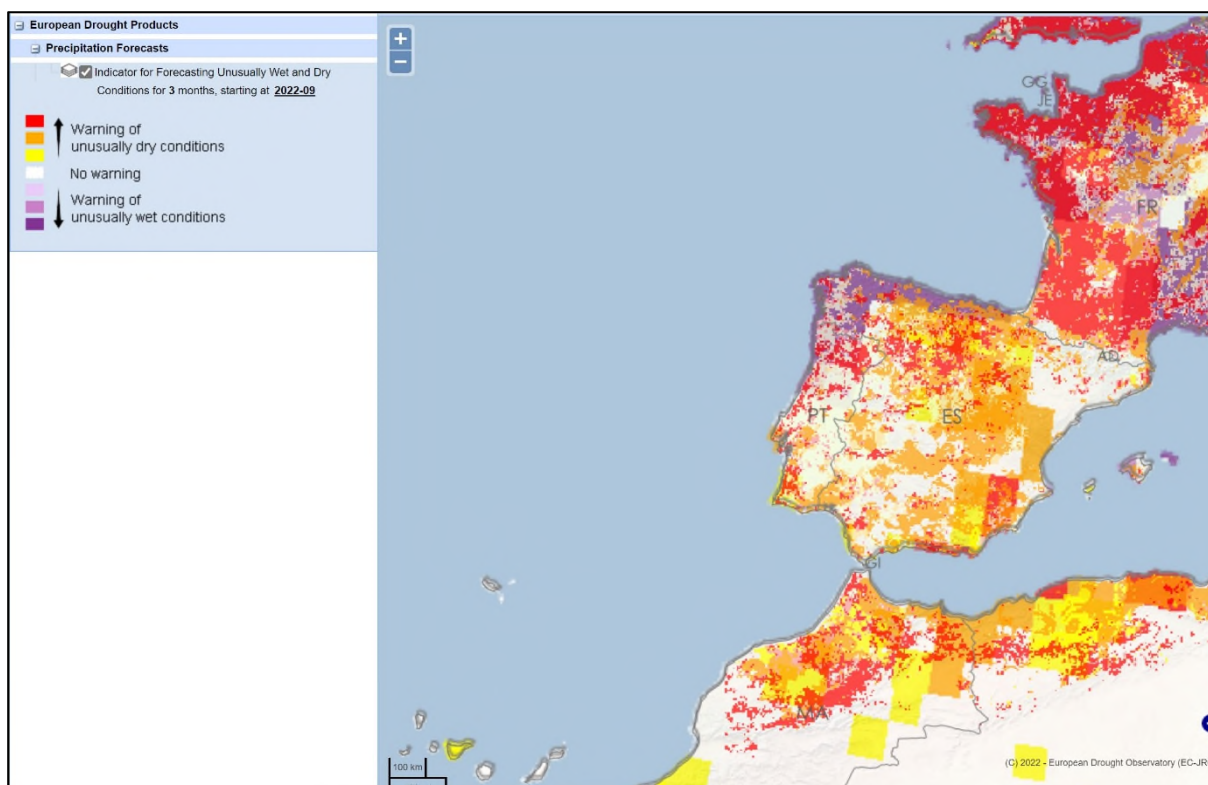 European Drought Products
Precipitation Forecasts
Indicator for Forecasting Unusually Wet and Dry
Conditions for 3 months, starting at 2022-09
Warning of
unusually dry conditions
No warning
Warning of
unusually wet conditions
+
−
GG
JE
FR
AD
PT
ES
GI
MA
100 km
(C) 2022 - European Drought Observatory (EC-JR